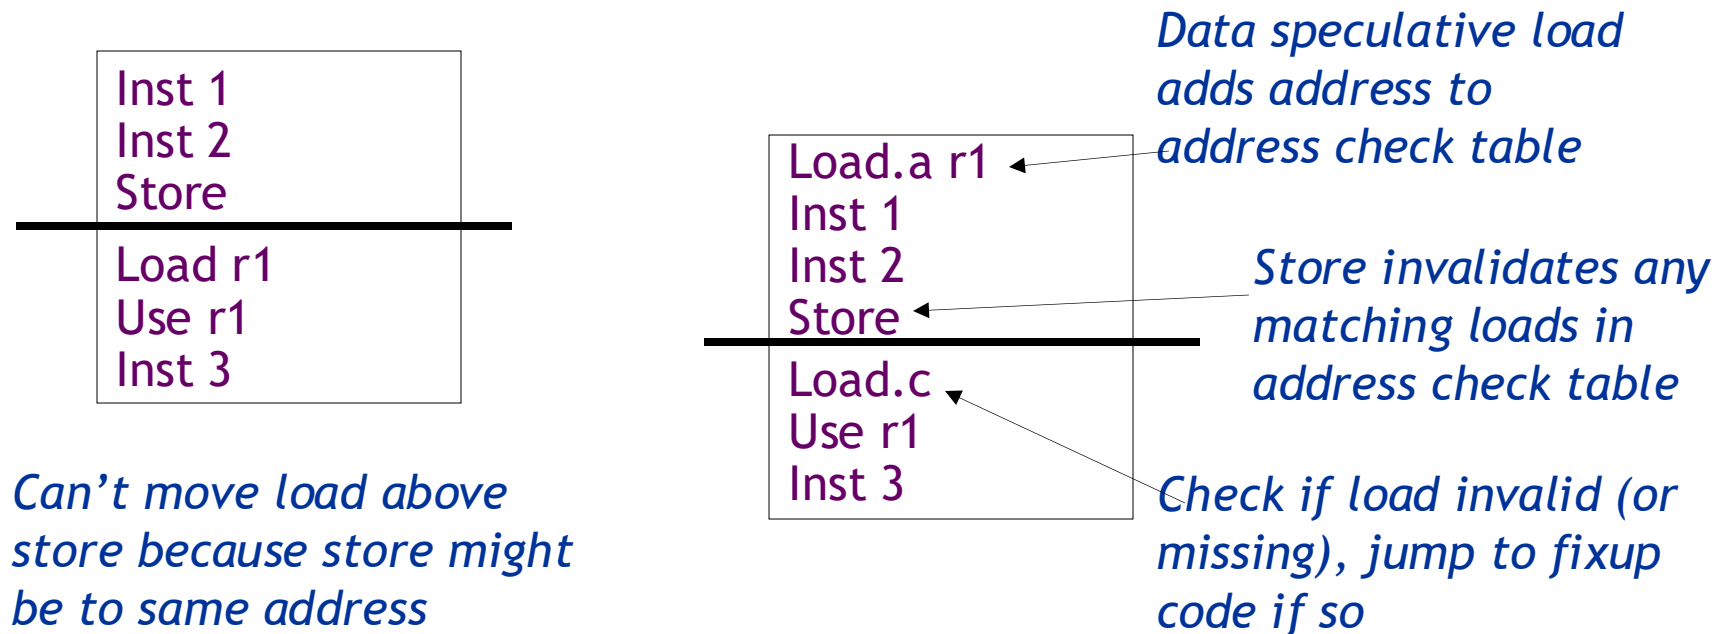 Inst 1
Inst 2
Store
Load r1
Use r1
Inst 3
Can’t move load above
store because store might
be to same address
Load.a r1
Inst 1
Inst 2
Store
Load.c
Use r1
Inst 3
Data speculative load
adds address to
address check table
Store invalidates any
matching loads in
address check table
Check if load invalid (or
missing), jump to fixup
code if so